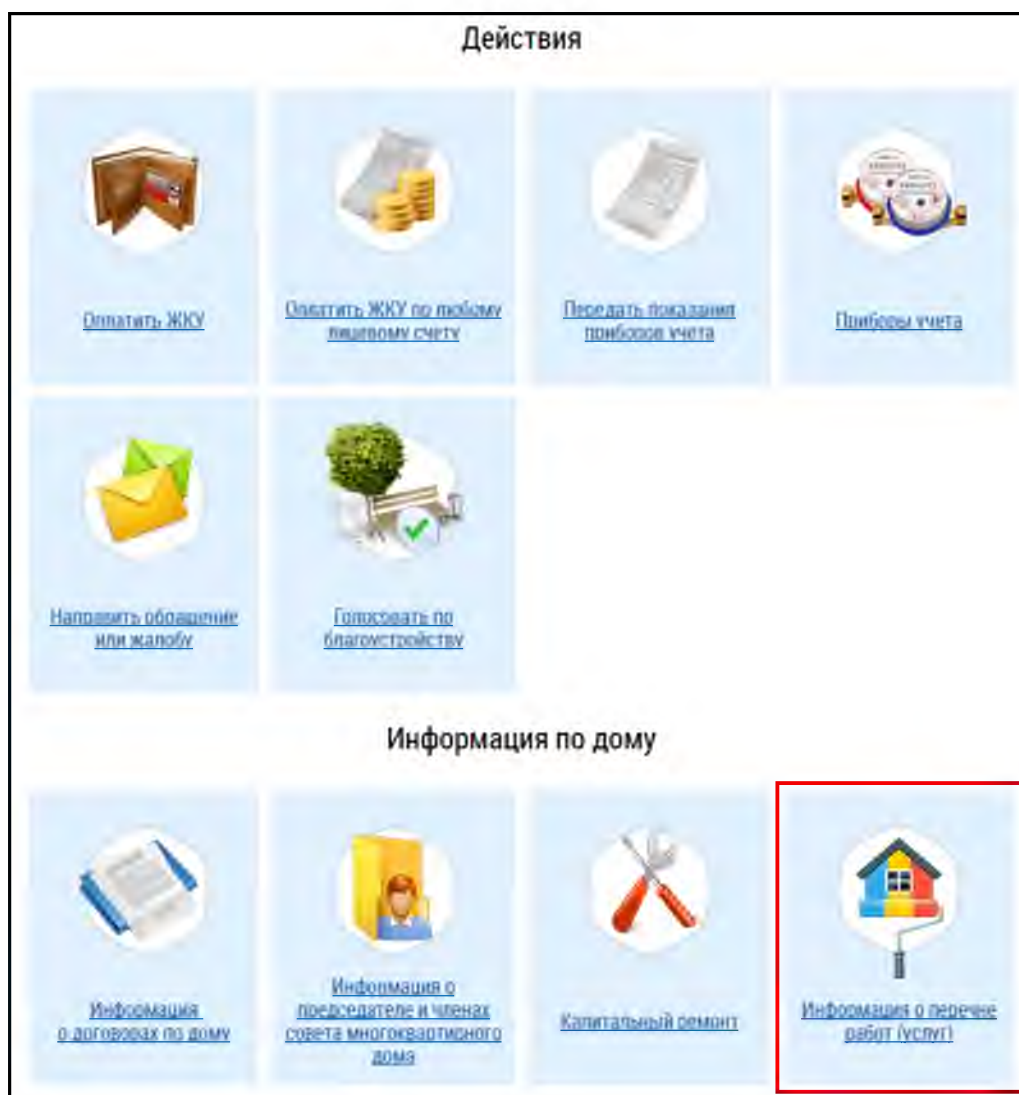 Действия
Оплатить ЖКУ
Оплатить ЖКУ по любому
лицевому счету
Передать показания
приборов учета
Приборы учета
Направить обращение
или жалобу
Голосовать по
благоустройству
Информация по дому
Информация
о договорах по дому
Информация о
председателе и членах
совета многоквартирного
дома
Капитальный ремонт
Информация о перечне
работ (услуг)